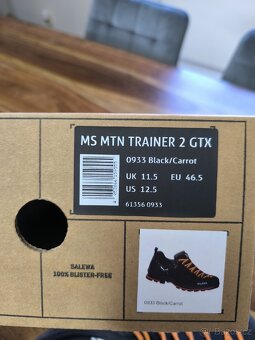 MS MTN TRAINER 2 GTX
0933 Black/Carrot
UK 11.5 EU 46.5
US 12.5
61356 0933
SALEWA
100% BLISTER-FREE
0933 Black/Carrot